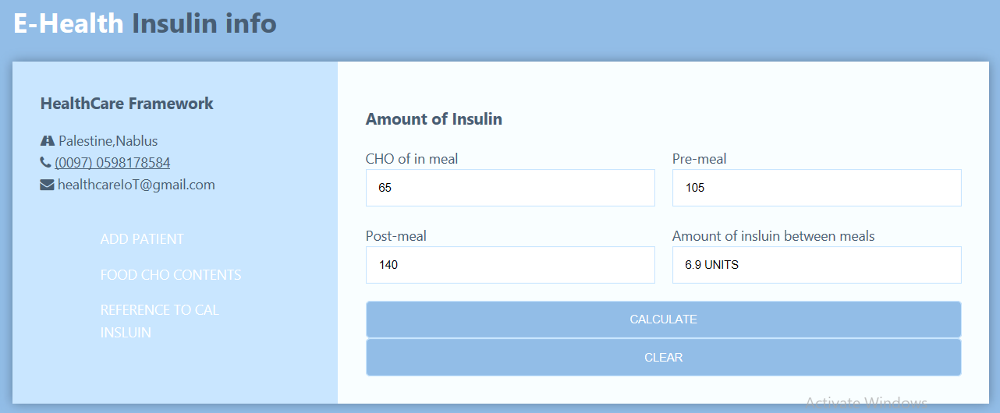 E-Health Insulin info
HealthCare Framework
Palestine,Nablus
(0097) 0598178584
healthcareIoT@gmail.com
ADD PATIENT
FOOD CHO CONTENTS
REFERENCE TO CAL
INSLUIN
Amount of Insulin
CHO of in meal
Pre-meal
65
105
Post-meal
Amount of insluin between meals
140
6.9 UNITS
CALCULATE
CLEAR
Activate Windows